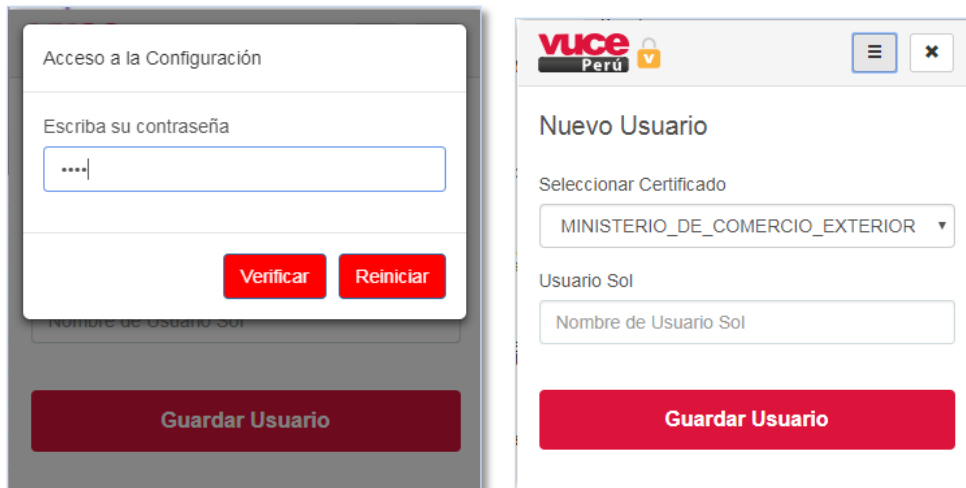 Acceso a la Configuración
Escriba su contraseña
••••
Verificar Reiniciar
Nombre de Usuario Sol
Guardar Usuario
vuce
Perú
V
☰ ✖
Nuevo Usuario
Seleccionar Certificado
MINISTERIO_DE_COMERCIO_EXTERIOR
Usuario Sol
Nombre de Usuario Sol
Guardar Usuario